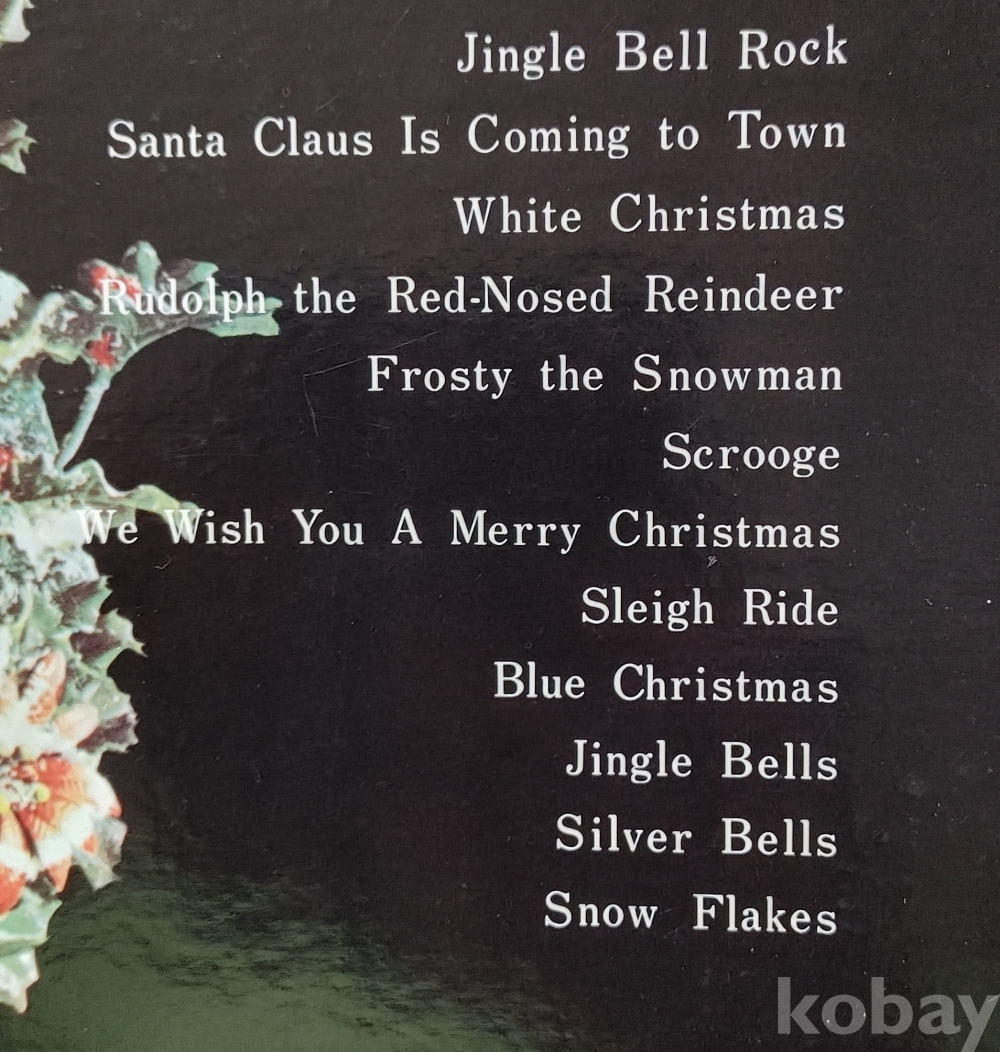 Jingle Bell Rock
Santa Claus Is Coming to Town
White Christmas
Rudolph the Red-Nosed Reindeer
Frosty the Snowman
Scrooge
We Wish You A Merry Christmas
Sleigh Ride
Blue Christmas
Jingle Bells
Silver Bells
Snow Flakes
kobay